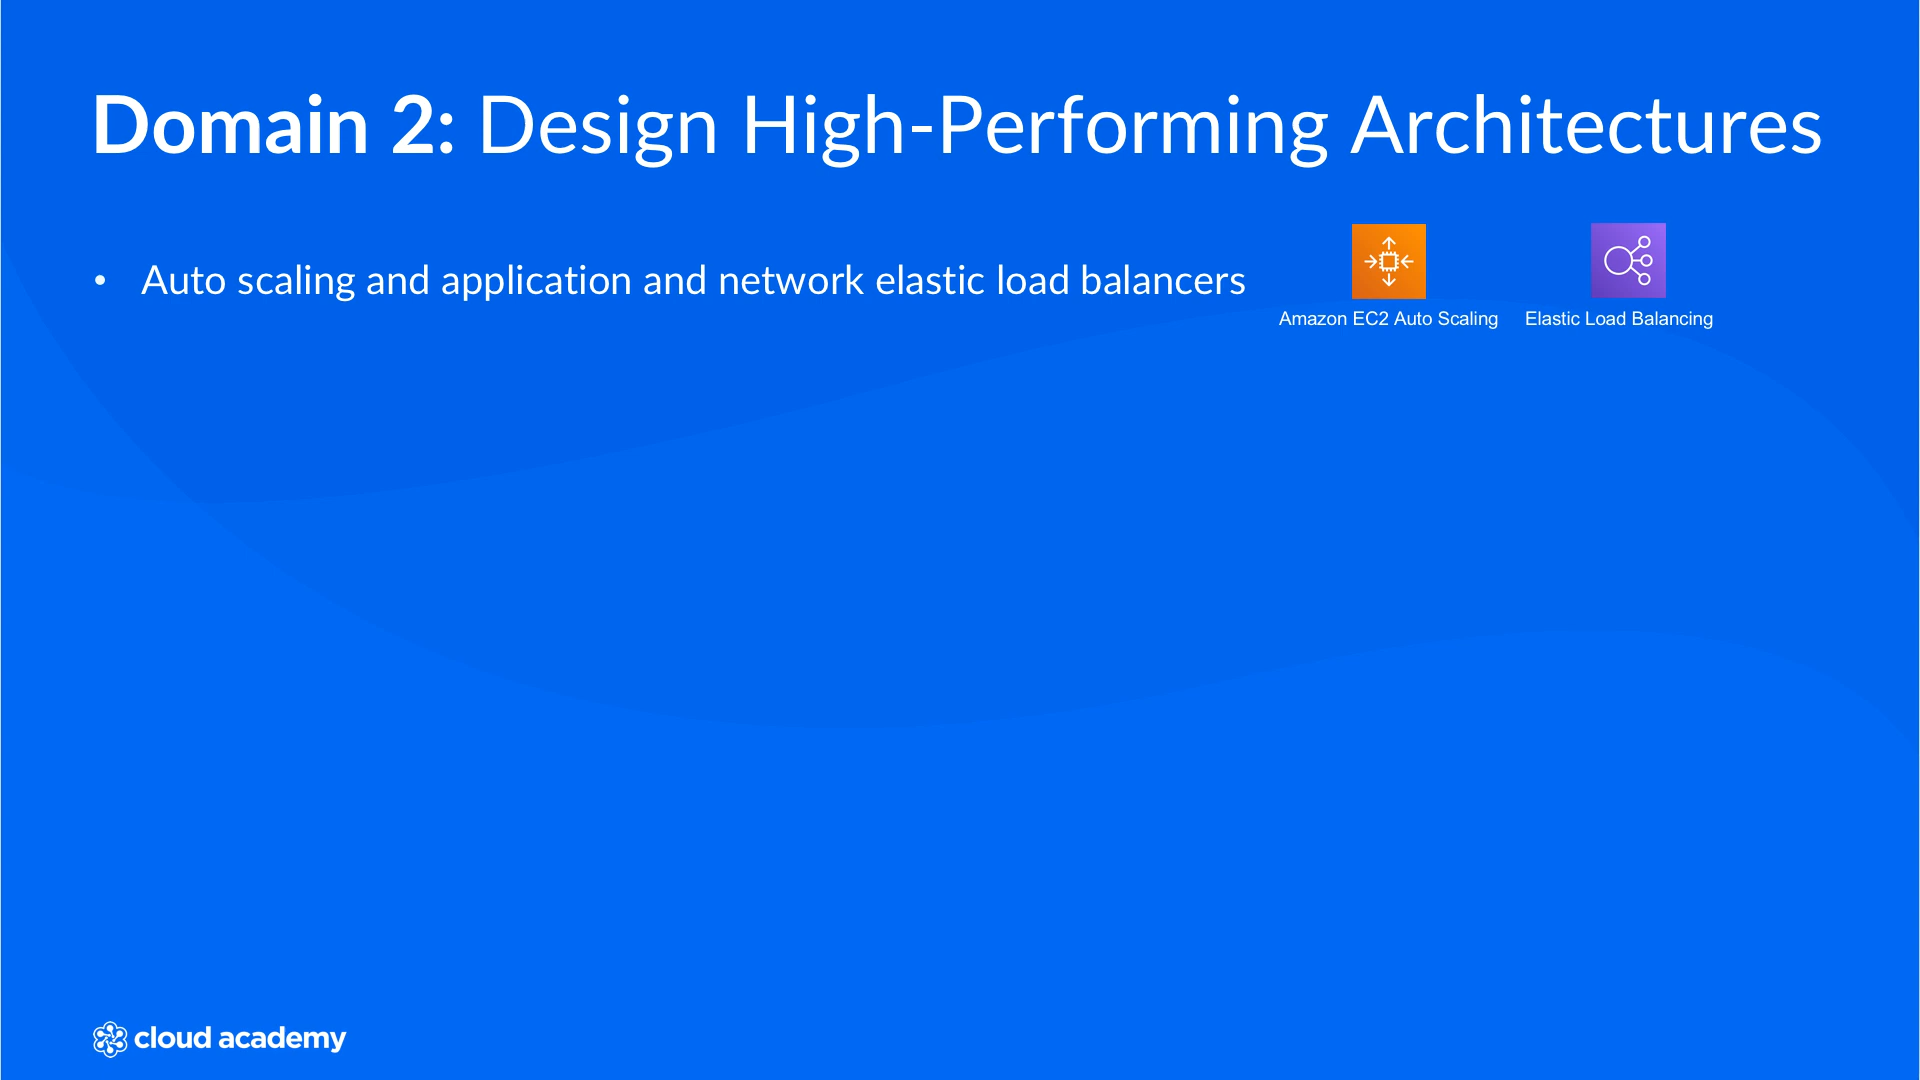 Domain 2: Design High-Performing Architectures
• Auto scaling and application and network elastic load balancers
Amazon EC2 Auto Scaling
Elastic Load Balancing
cloud academy